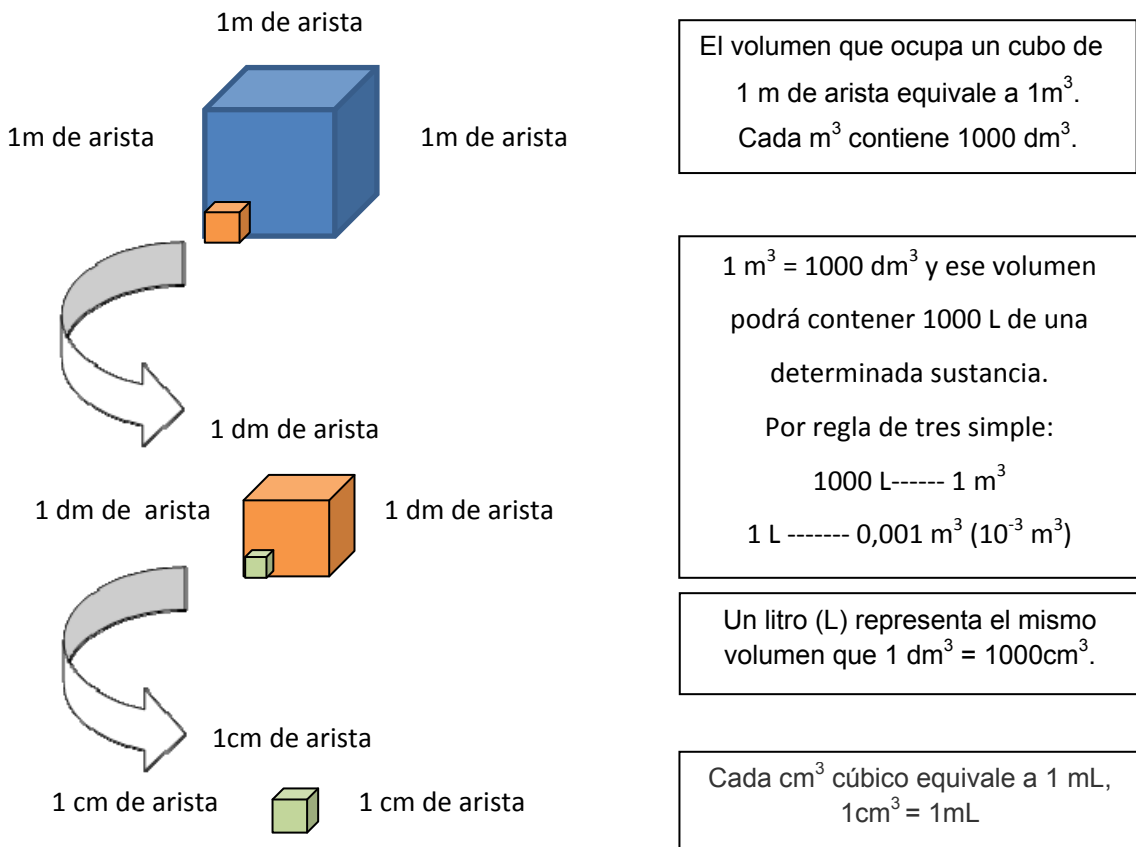 1m de arista
1m de arista
1m de arista
El volumen que ocupa un cubo de
1 m de arista equivale a 1m³.
Cada m³ contiene 1000 dm³.
1 m³ = 1000 dm³ y ese volumen
podrá contener 1000 L de una
determinada sustancia.
Por regla de tres simple:
1000 L------ 1 m³
1 L ------- 0,001 m³ (10⁻³ m³)
1 dm de arista
1 dm de  arista
1 dm de arista
Un litro (L) representa el mismo
volumen que 1 dm³ = 1000cm³.
1cm de arista
1 cm de arista
1 cm de arista
Cada cm³ cúbico equivale a 1 mL,
1cm³ = 1mL